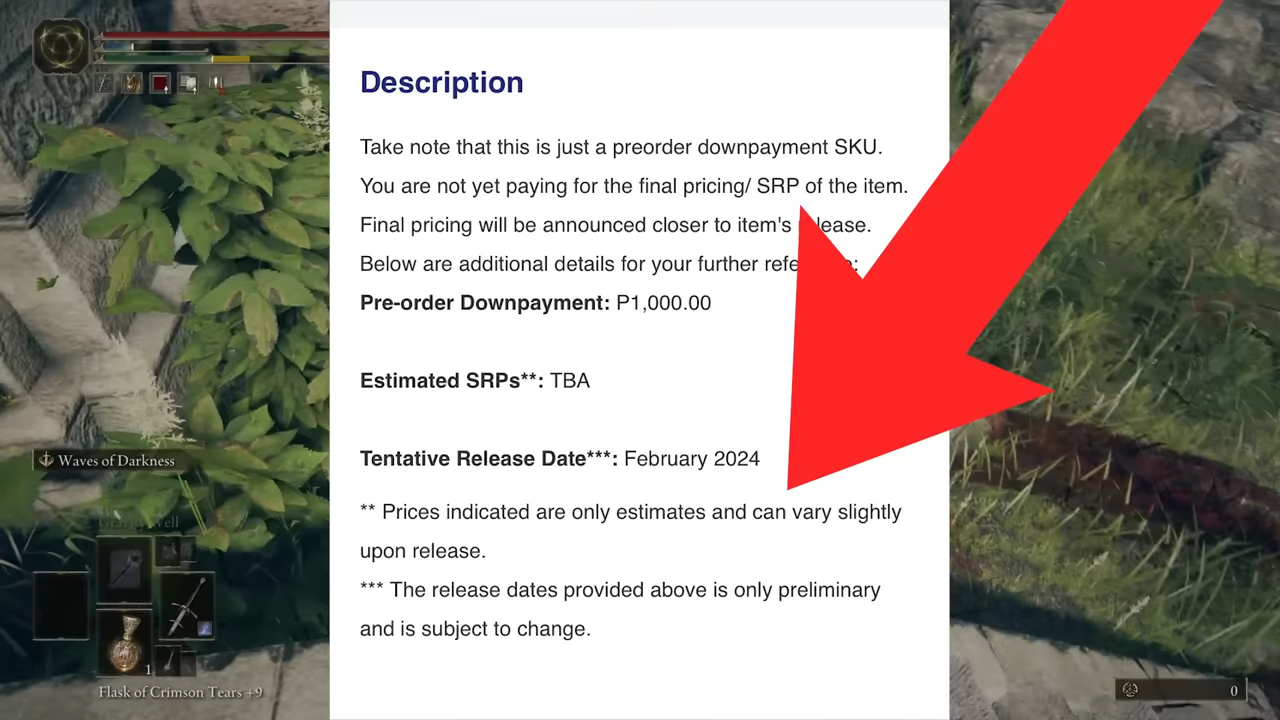 Description
Take note that this is just a preorder downpayment SKU.
You are not yet paying for the final pricing/ SRP of the item.
Final pricing will be announced closer to item's
Below are additional details for your further
Pre-order Downpayment: P1,000.00
Estimated SRPs**: TBA
Tentative Release Date***: February 2024
** Prices indicated are only estimates and can vary slightly
upon release.
*** The release dates provided above is only preliminary
and is subject to change.
Waves of Darkness
1
Flask of Crimson Tears +9
0